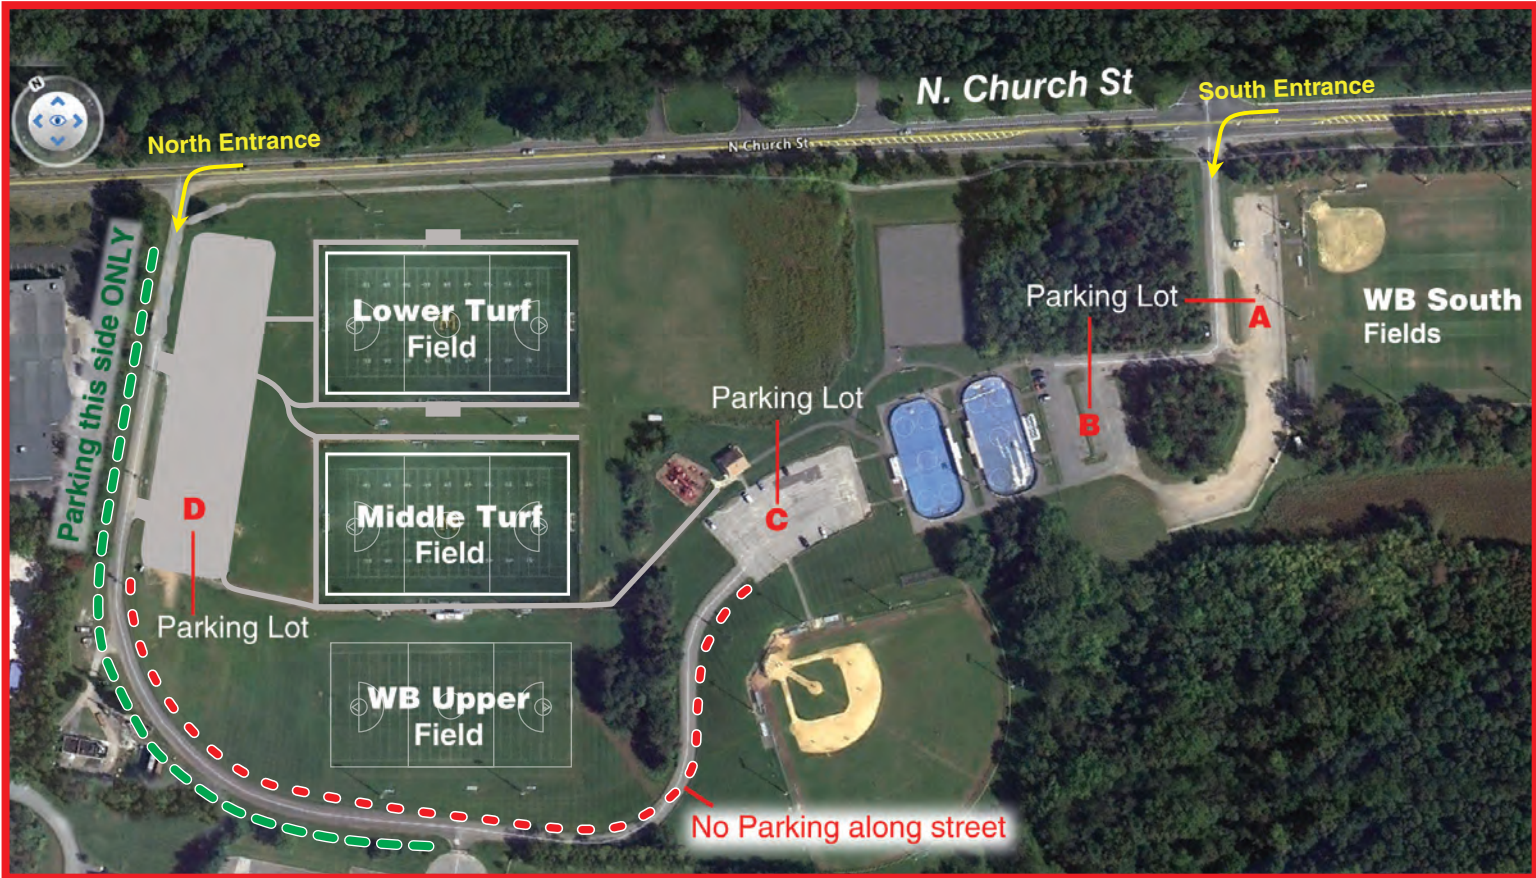 N
N. Church St
South Entrance
North Entrance
N Church St
Parking this side ONLY
Lower Turf
Field
Parking Lot
A
WB South
Fields
Parking Lot
B
C
Middle Turf
Field
D
Parking Lot
WB Upper
Field
No Parking along street